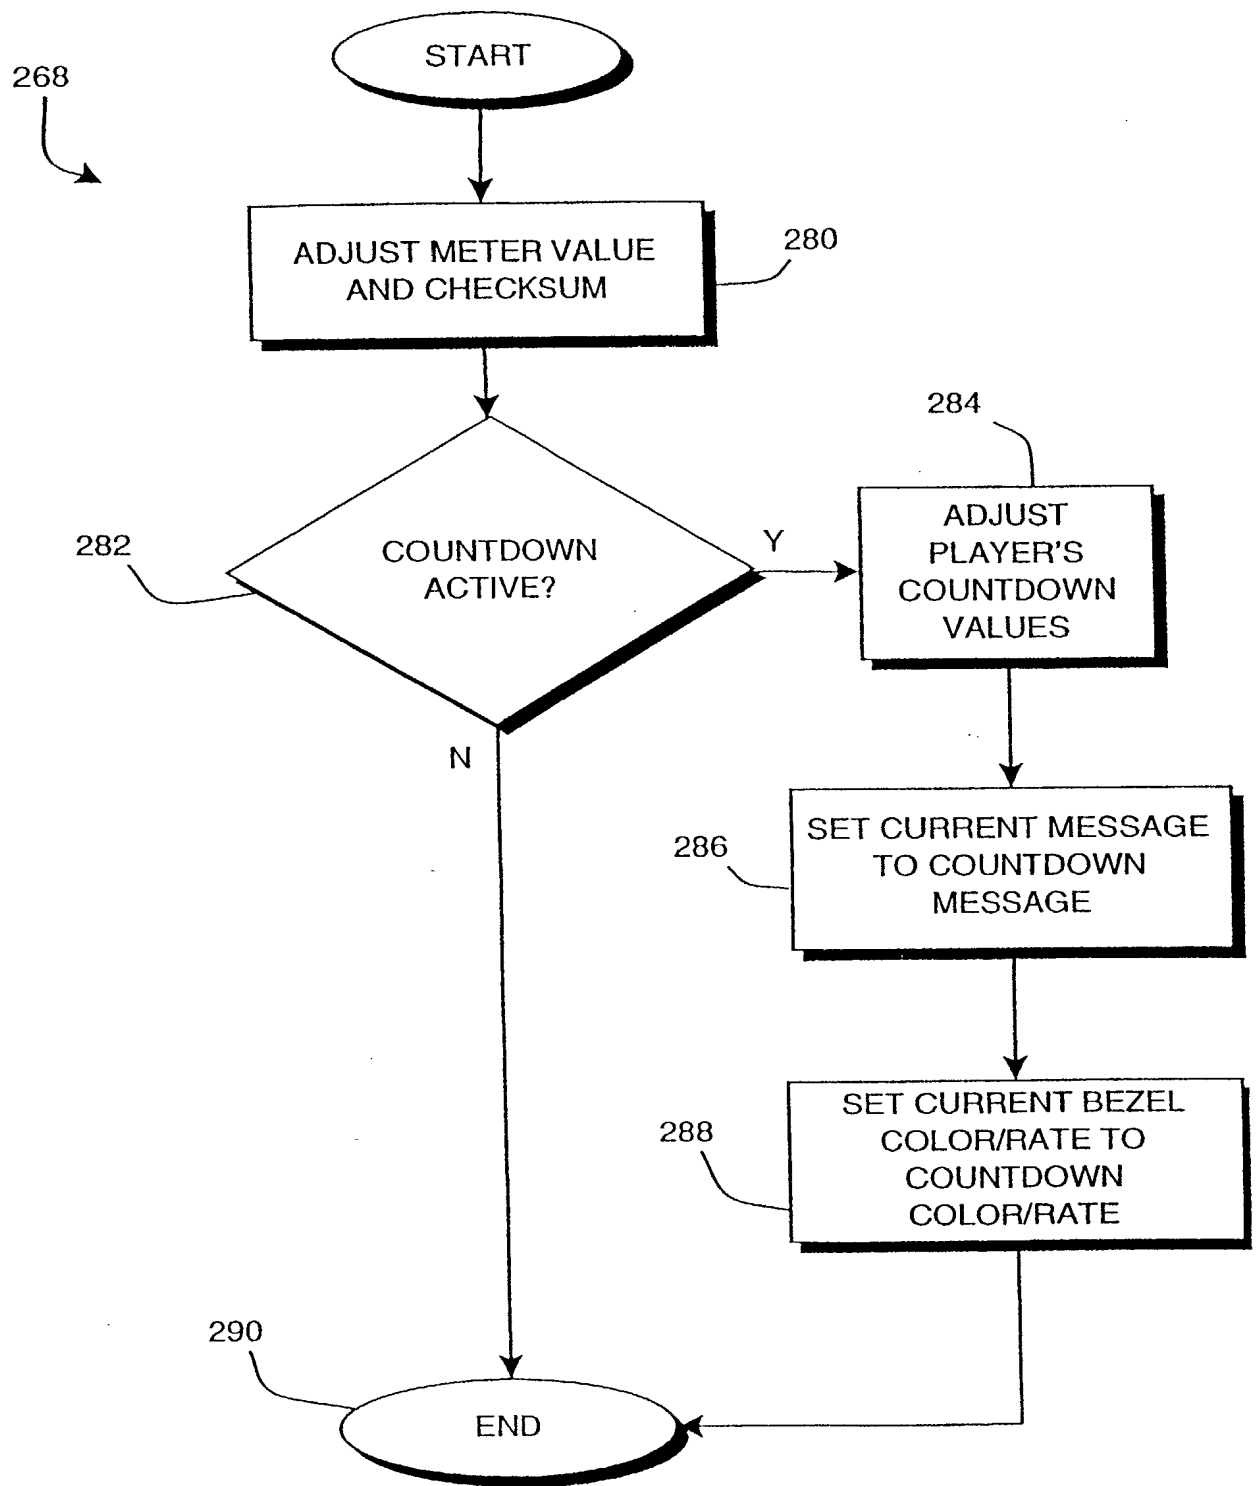 START
268
ADJUST METER VALUE
AND CHECKSUM
280
284
ADJUST
PLAYER'S
COUNTDOWN
VALUES
282
COUNTDOWN
ACTIVE?
Y
N
286
SET CURRENT MESSAGE
TO COUNTDOWN
MESSAGE
288
SET CURRENT BEZEL
COLOR/RATE TO
COUNTDOWN
COLOR/RATE
290
END